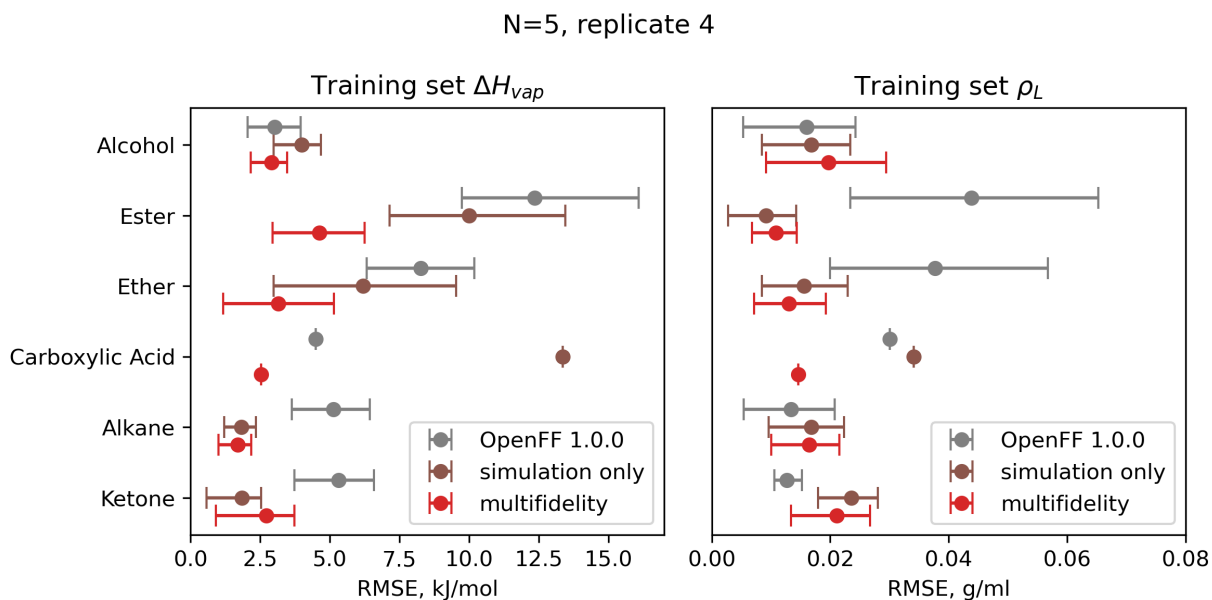 N=5, replicate 4
Training set ΔH_vap
Training set ρ_L
Alcohol
Ester
Ether
Carboxylic Acid
Alkane
Ketone
OpenFF 1.0.0
simulation only
multifidelity
OpenFF 1.0.0
simulation only
multifidelity
0.0 2.5 5.0 7.5 10.0 12.5 15.0
0.00 0.02 0.04 0.06 0.08
RMSE, kJ/mol
RMSE, g/ml